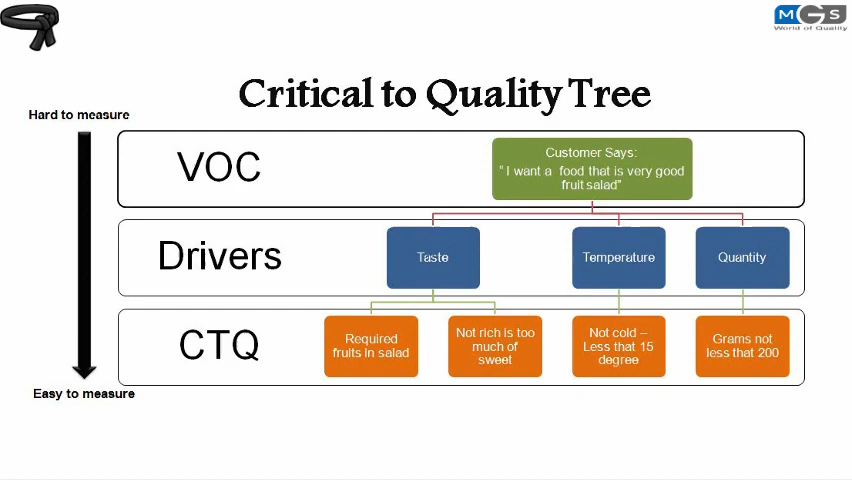 MGS
World of Quality
Critical to Quality Tree
Hard to measure
VOC
Customer Says:
“ I want a food that is very good
fruit salad”
Drivers
Taste
Temperature
Quantity
CTQ
Required
fruits in salad
Not rich is too
much of
sweet
Not cold –
Less that 15
degree
Grams not
less that 200
Easy to measure